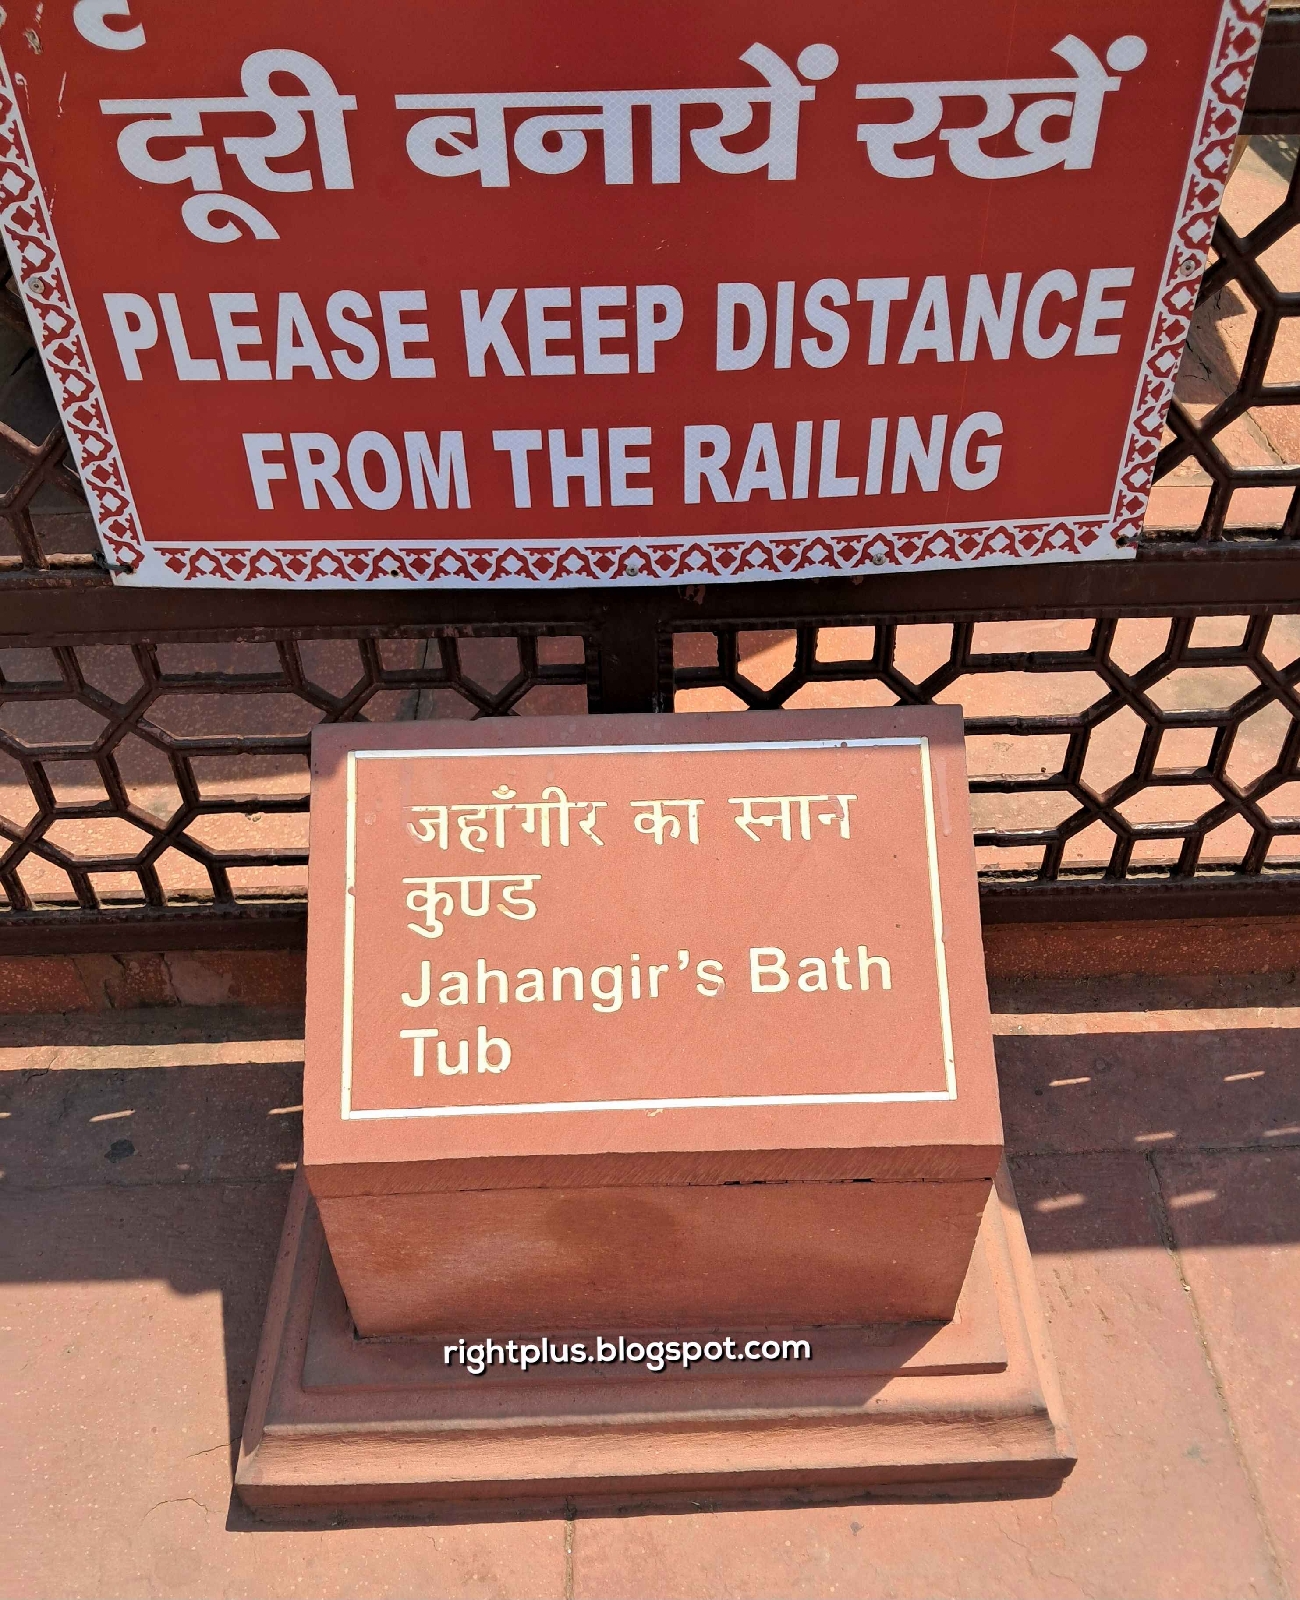 दूरी बनायें रखें
PLEASE KEEP DISTANCE
FROM THE RAILING
जहाँगीर का स्नान
कुण्ड
Jahangir's Bath
Tub
rightplus.blogspot.com